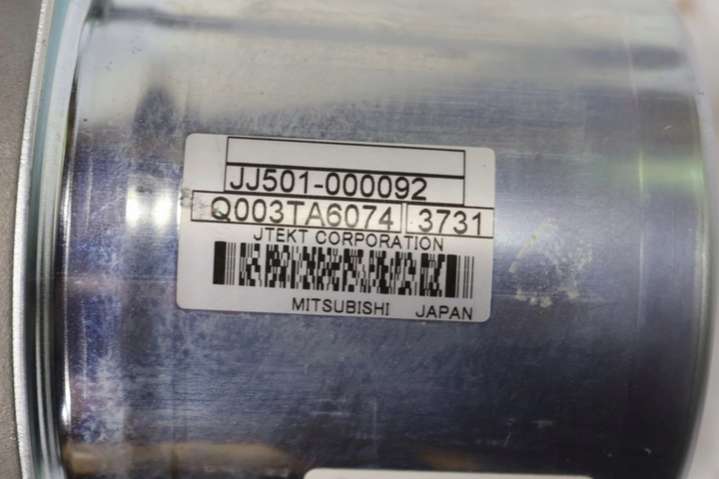 JJ501-000092
Q003TA6074 3731
JTEKT CORPORATION
MITSUBISHI JAPAN